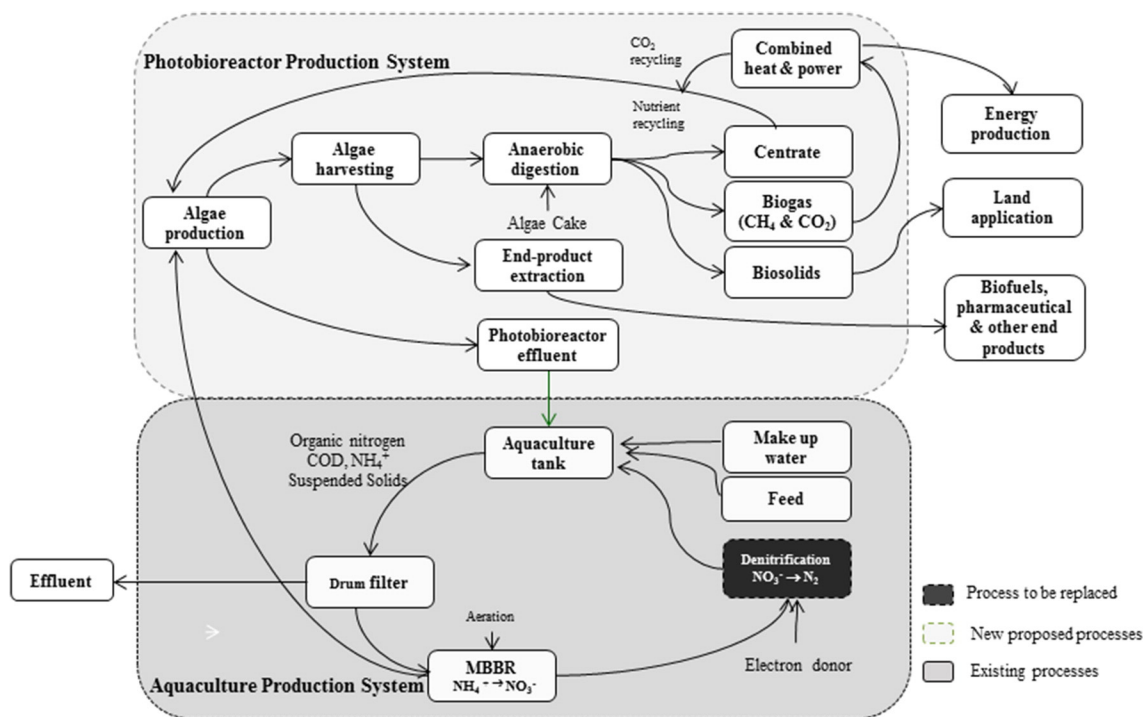 Photobioreactor Production System
CO₂
recycling
Combined
heat & power
Energy
production
Nutrient
recycling
Algae
harvesting
Anaerobic
digestion
Centrate
Algae
production
Algae Cake
Biogas
(CH₄ & CO₂)
Land
application
End-product
extraction
Biosolids
Biofuels,
pharmaceutical
& other end
products
Photobioreactor
effluent
Organic nitrogen
COD, NH₄⁺
Suspended Solids
Aquaculture
tank
Make up
water
Feed
Denitrification
NO₃⁻ → N₂
Effluent
Drum filter
Aeration
MBBR
NH₄⁺ → NO₃⁻
Electron donor
Aquaculture Production System
Process to be replaced
New proposed processes
Existing processes